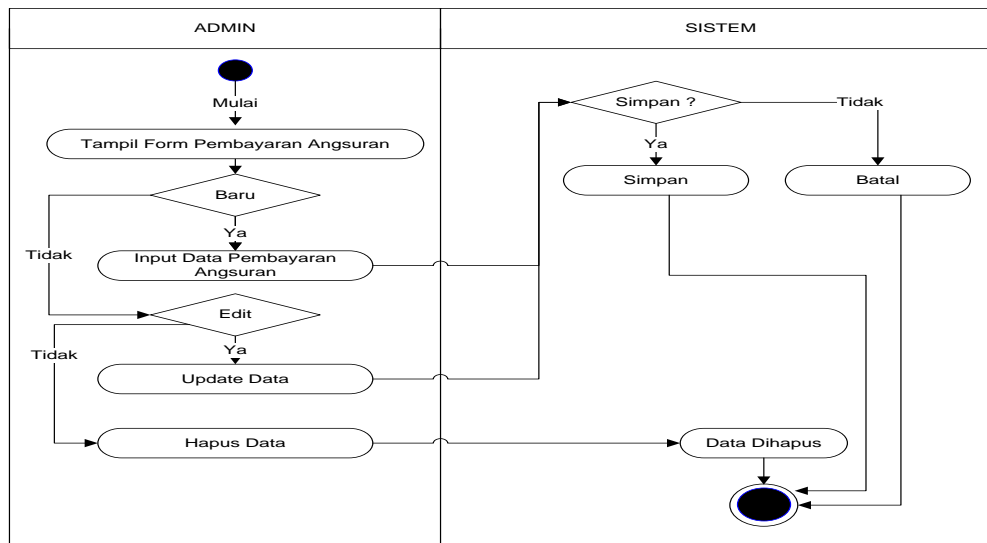 ADMIN
SISTEM
Mulai
Tampil Form Pembayaran Angsuran
Baru
Ya
Tidak
Input Data Pembayaran
Angsuran
Edit
Ya
Tidak
Update Data
Hapus Data
Simpan ?
Tidak
Ya
Simpan
Batal
Data Dihapus